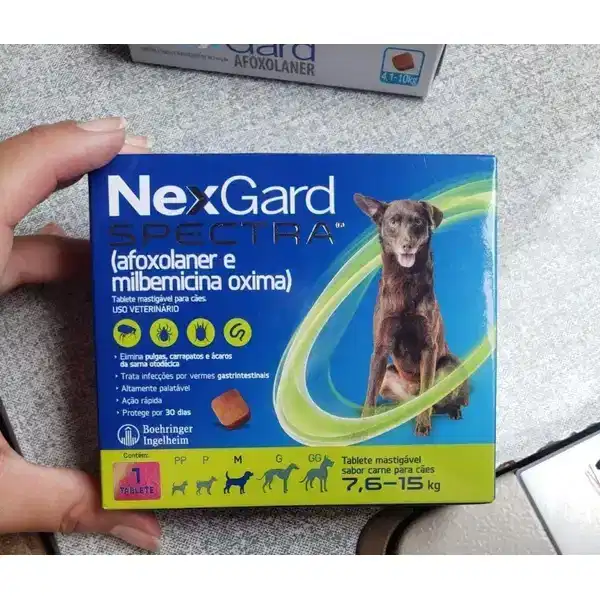 Gard
AFOXOLANER
4,1-10kg
NexGard
SPECTRA
(afoxolaner e
milbemicina oxima)
Tablete mastigável para cães.
USO VETERINÁRIO
• Elimina pulgas, carrapatos e ácaros
da sarna otodécica
• Trata infecções por vermes gastrintestinais
• Altamente palatável
• Ação rápida
• Protege por 30 dias
Boehringer
Ingelheim
Contém:
1
TABLETE
PP P M G GG
Tablete mastigável
sabor carne para cães
7,6-15 kg